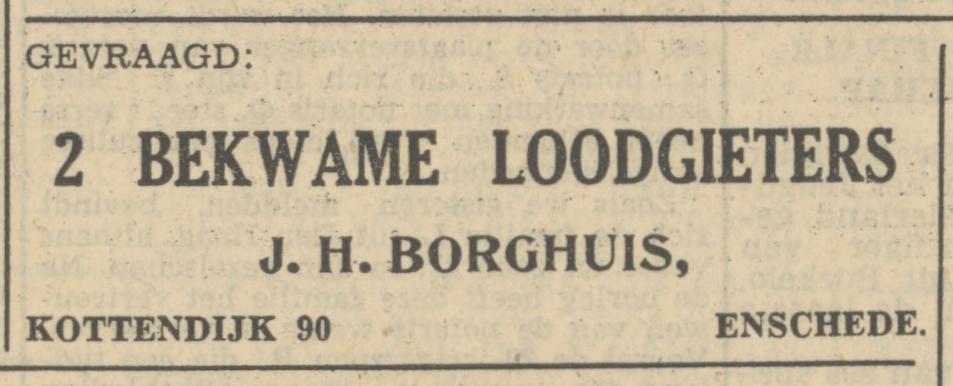 GEVRAAGD:
2 BEKWAME LOODGIETERS
J. H. BORGHUIS,
KOTTENDIJK 90 ENSCHEDE.